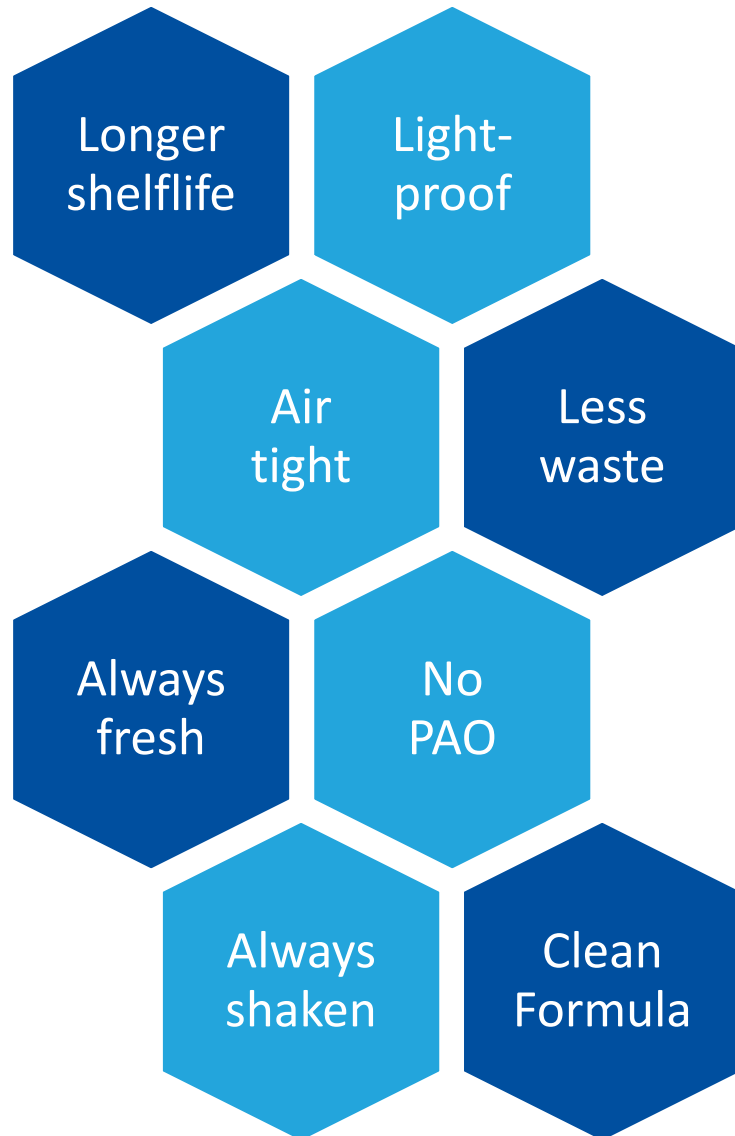 Longer
shelflife
Light-
proof
Air
tight
Less
waste
Always
fresh
No
PAO
Always
shaken
Clean
Formula